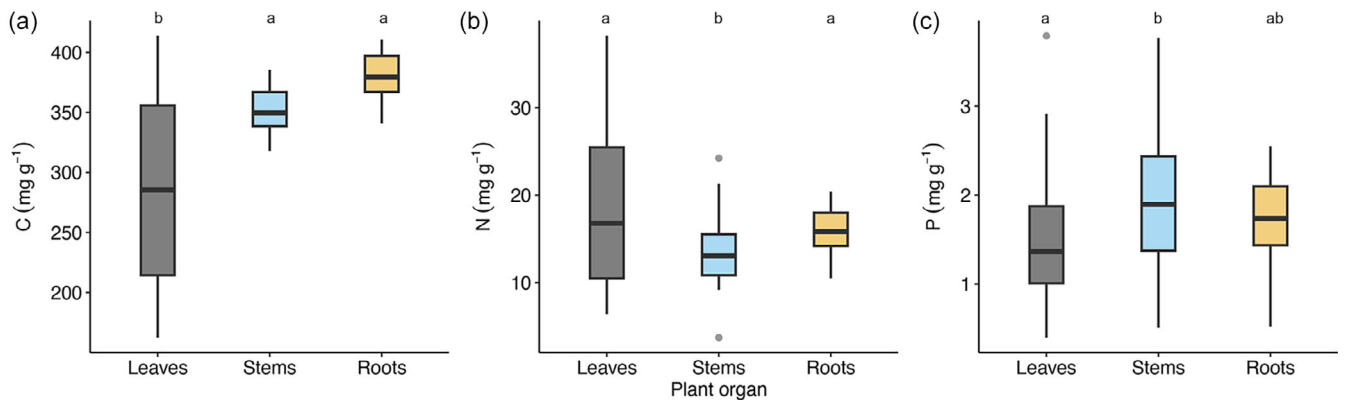 (a)
b a a
C (mg g⁻¹)
400
350
300
250
200
Leaves Stems Roots
(b)
a b a
N (mg g⁻¹)
30
20
10
Leaves Stems Roots
Plant organ
(c)
a b ab
P (mg g⁻¹)
3
2
1
Leaves Stems Roots